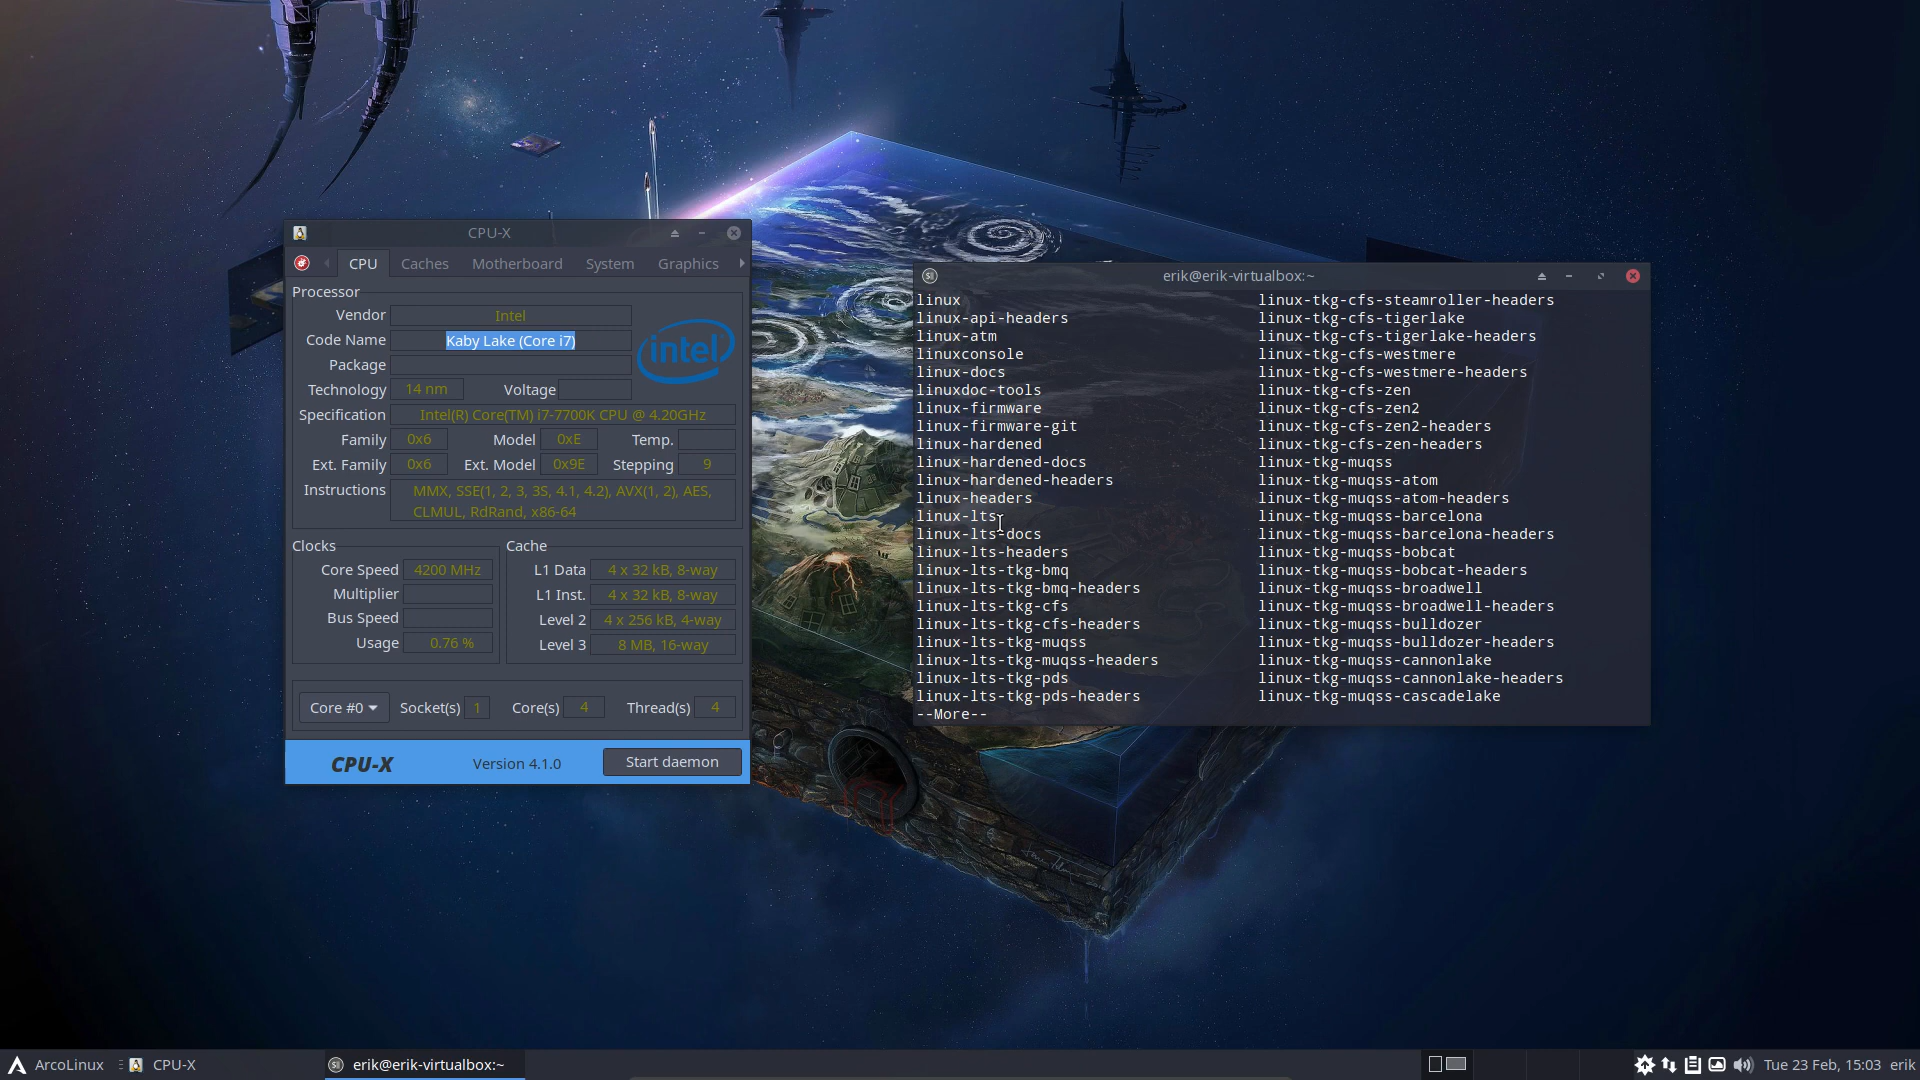 CPU-X
CPU Caches Motherboard System Graphics
Processor
Vendor Intel
Code Name Kaby Lake (Core i7)
Package
Technology 14 nm Voltage
Specification Intel(R) Core(TM) i7-7700K CPU @ 4.20GHz
Family 0x6 Model 0xE Temp.
Ext. Family 0x6 Ext. Model 0x9E Stepping 9
Instructions MMX, SSE(1, 2, 3, 3S, 4.1, 4.2), AVX(1, 2), AES,
CLMUL, RdRand, x86-64
intel
Clocks
Core Speed 4200 MHz
Multiplier
Bus Speed
Usage 0.76 %
Cache
L1 Data 4 x 32 kB, 8-way
L1 Inst. 4 x 32 kB, 8-way
Level 2 4 x 256 kB, 4-way
Level 3 8 MB, 16-way
Core #0 Socket(s) 1 Core(s) 4 Thread(s) 4
CPU-X Version 4.1.0 Start daemon
erik@erik-virtualbox:~
linux linux-tkg-cfs-steamroller-headers
linux-api-headers linux-tkg-cfs-tigerlake
linux-atm linux-tkg-cfs-tigerlake-headers
linuxconsole linux-tkg-cfs-westmere
linux-docs linux-tkg-cfs-westmere-headers
linuxdoc-tools linux-tkg-cfs-zen
linux-firmware linux-tkg-cfs-zen2
linux-firmware-git linux-tkg-cfs-zen2-headers
linux-hardened linux-tkg-cfs-zen-headers
linux-hardened-docs linux-tkg-muqss
linux-hardened-headers linux-tkg-muqss-atom
linux-headers linux-tkg-muqss-atom-headers
linux-lts linux-tkg-muqss-barcelona
linux-lts-docs linux-tkg-muqss-barcelona-headers
linux-lts-headers linux-tkg-muqss-bobcat
linux-lts-tkg-bmq linux-tkg-muqss-bobcat-headers
linux-lts-tkg-bmq-headers linux-tkg-muqss-broadwell
linux-lts-tkg-cfs linux-tkg-muqss-broadwell-headers
linux-lts-tkg-cfs-headers linux-tkg-muqss-bulldozer
linux-lts-tkg-muqss linux-tkg-muqss-bulldozer-headers
linux-lts-tkg-muqss-headers linux-tkg-muqss-cannonlake
linux-lts-tkg-pds linux-tkg-muqss-cannonlake-headers
linux-lts-tkg-pds-headers linux-tkg-muqss-cascadelake
--More--
ArcoLinux CPU-X erik@erik-virtualbox:~ Tue 23 Feb, 15:03 erik